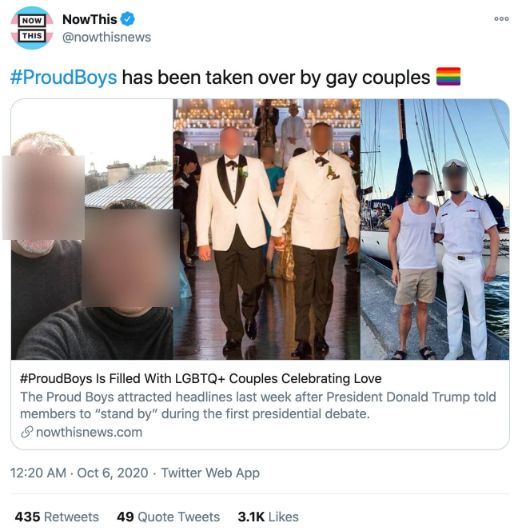 NOW
THIS
NowThis
@nowthisnews
#ProudBoys has been taken over by gay couples 🏳️‍🌈
#ProudBoys Is Filled With LGBTQ+ Couples Celebrating Love
The Proud Boys attracted headlines last week after President Donald Trump told
members to “stand by” during the first presidential debate.
nowthisnews.com
12:20 AM · Oct 6, 2020 · Twitter Web App
435 Retweets 49 Quote Tweets 3.1K Likes